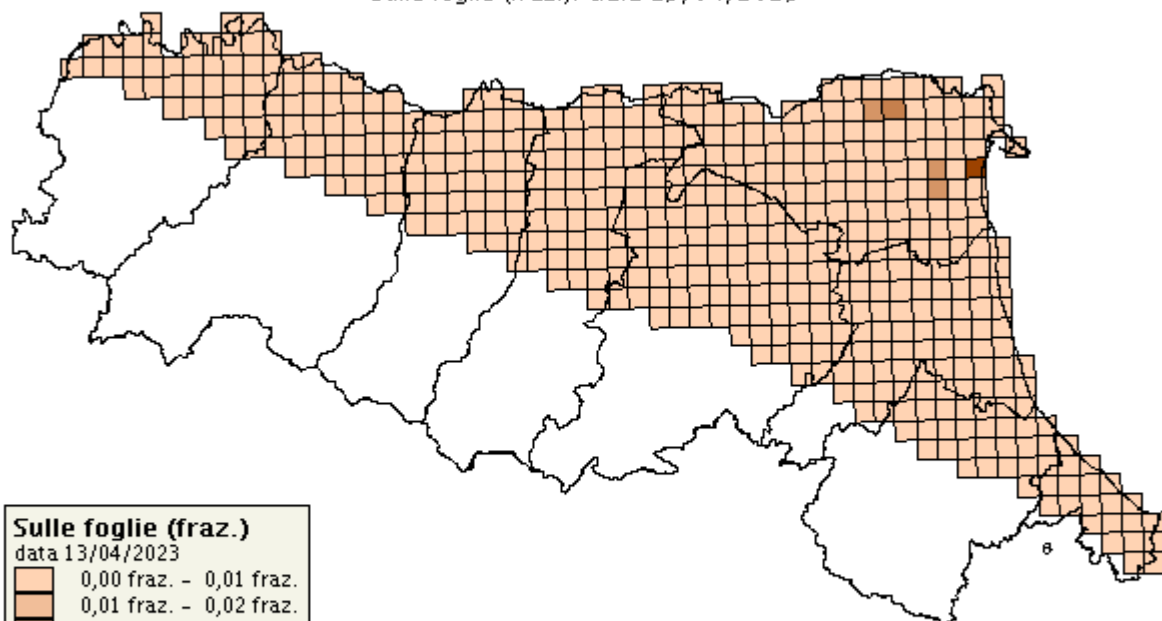 Sulle foglie (fraz.)
data 13/04/2023
0,00 fraz. - 0,01 fraz.
0,01 fraz. - 0,02 fraz.